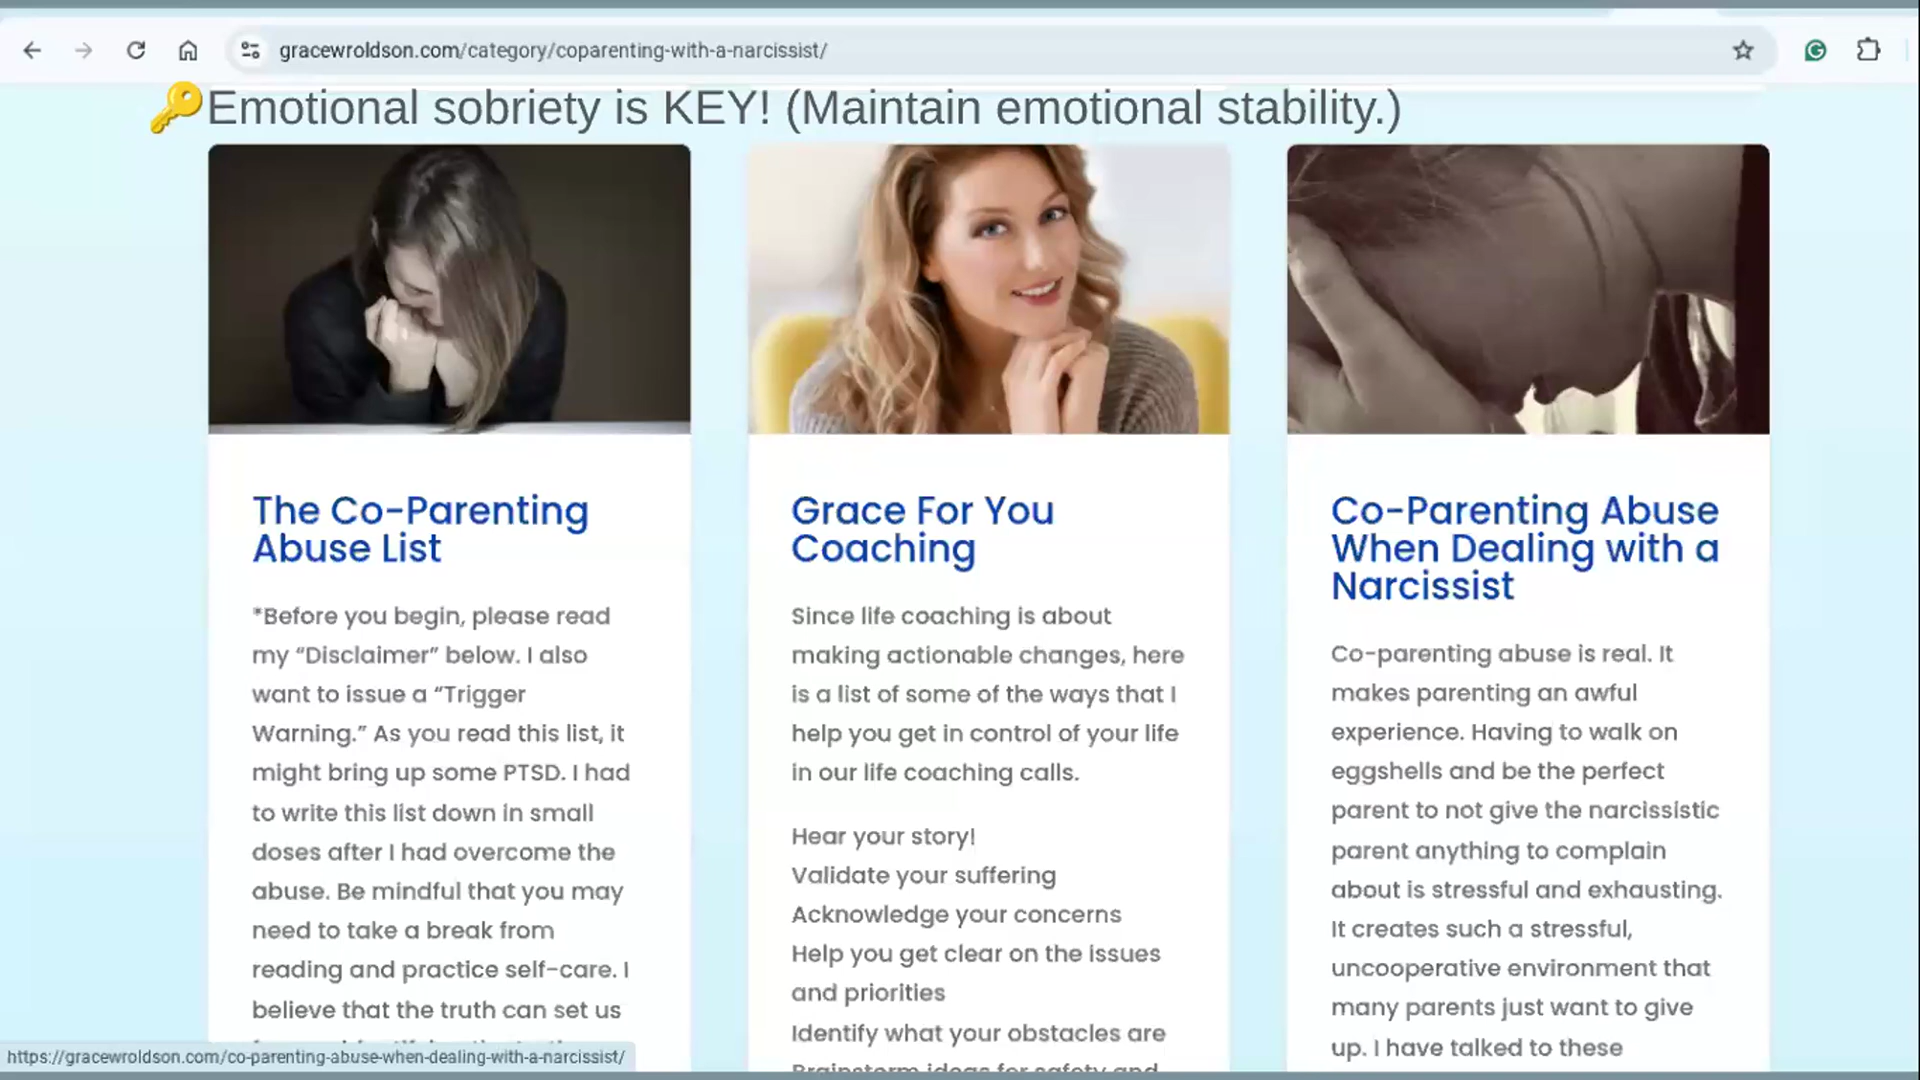 gracewroldson.com/category/coparenting-with-a-narcissist/
🔑Emotional sobriety is KEY! (Maintain emotional stability.)
The Co-Parenting
Abuse List
*Before you begin, please read
my “Disclaimer” below. I also
want to issue a “Trigger
Warning.” As you read this list, it
might bring up some PTSD. I had
to write this list down in small
doses after I had overcome the
abuse. Be mindful that you may
need to take a break from
reading and practice self-care. I
believe that the truth can set us
Grace For You
Coaching
Since life coaching is about
making actionable changes, here
is a list of some of the ways that I
help you get in control of your life
in our life coaching calls.
Hear your story!
Validate your suffering
Acknowledge your concerns
Help you get clear on the issues
and priorities
Identify what your obstacles are
Brainstorm ideas for safety and
Co-Parenting Abuse
When Dealing with a
Narcissist
Co-parenting abuse is real. It
makes parenting an awful
experience. Having to walk on
eggshells and be the perfect
parent to not give the narcissistic
parent anything to complain
about is stressful and exhausting.
It creates such a stressful,
uncooperative environment that
many parents just want to give
up. I have talked to these
https://gracewroldson.com/co-parenting-abuse-when-dealing-with-a-narcissist/